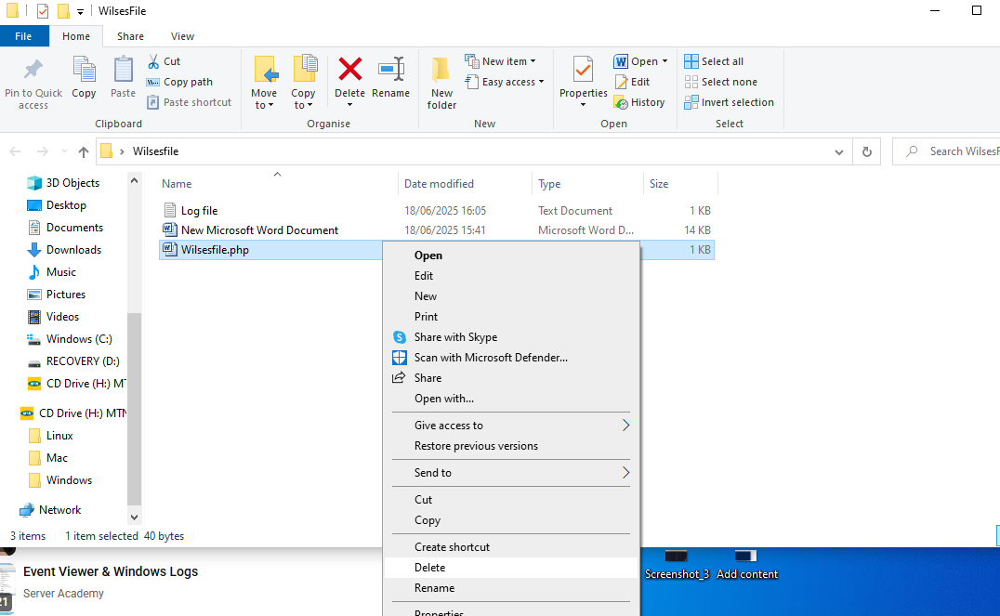 WilsesFile
File Home Share View
Pin to Quick access
Copy
Paste
Cut
Copy path
Paste shortcut
Clipboard
Move to
Copy to
Delete
Rename
Organise
New folder
New item
Easy access
New
Properties
Open
Edit
History
Open
Select all
Select none
Invert selection
Select
Wilsesfile
Search WilsesF
3D Objects
Desktop
Documents
Downloads
Music
Pictures
Videos
Windows (C:)
RECOVERY (D:)
CD Drive (H:) MT
CD Drive (H:) MTN
Linux
Mac
Windows
Network
Name Date modified Type Size
Log file 18/06/2025 16:05 Text Document 1 KB
New Microsoft Word Document 18/06/2025 15:41 Microsoft Word D... 14 KB
Wilsesfile.php 1 KB
Open
Edit
New
Print
Share with Skype
Scan with Microsoft Defender...
Share
Open with...
Give access to
Restore previous versions
Send to
Cut
Copy
Create shortcut
Delete
Rename
Properties
3 items 1 item selected 40 bytes
Event Viewer & Windows Logs
Server Academy
21
Screenshot_3 Add content